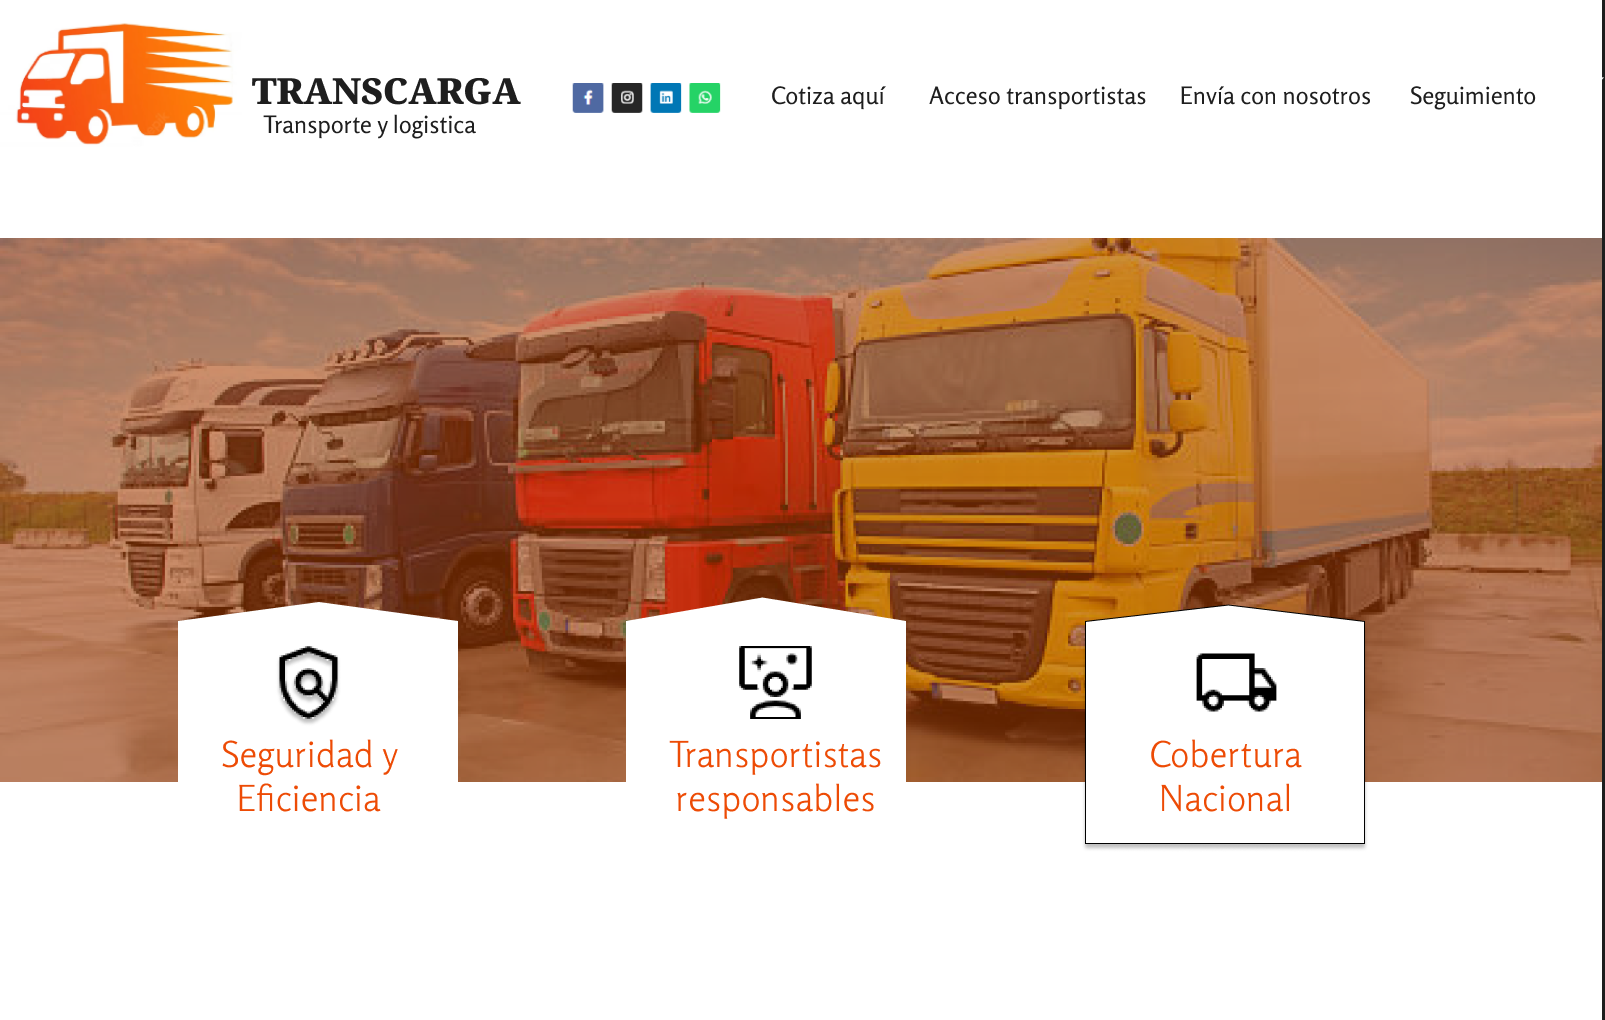 TRANSCARGA
Transporte y logistica
Cotiza aquí
Acceso transportistas
Envía con nosotros
Seguimiento
Seguridad y
Eficiencia
Transportistas
responsables
Cobertura
Nacional